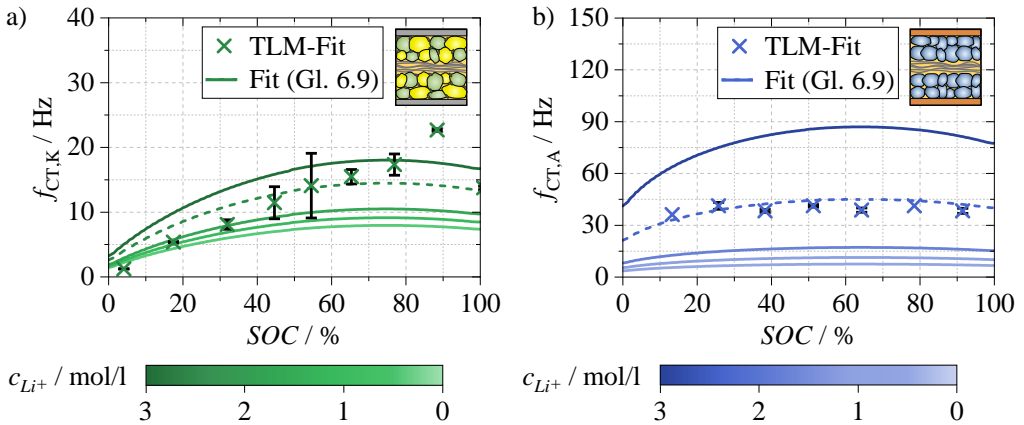 a)
TLM-Fit
Fit (Gl. 6.9)
f_CT,K / Hz
40
30
20
10
0
0 20 40 60 80 100
SOC / %
c_Li+ / mol/l
3 2 1 0
b)
TLM-Fit
Fit (Gl. 6.9)
f_CT,A / Hz
150
120
90
60
30
0
0 20 40 60 80 100
SOC / %
c_Li+ / mol/l
3 2 1 0